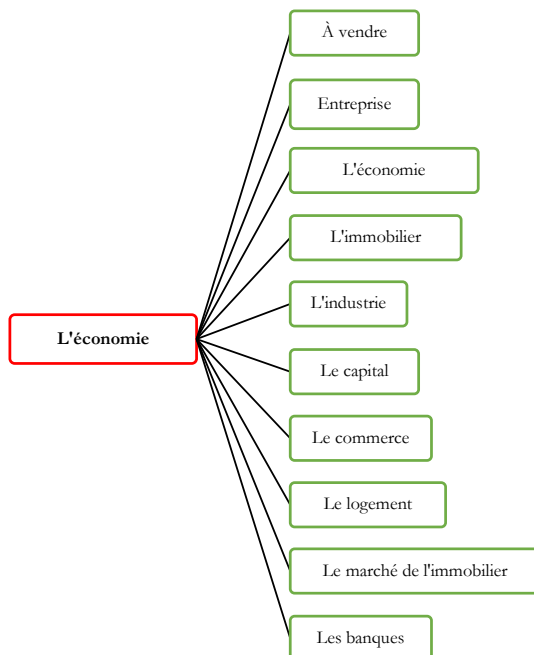 À vendre
Entreprise
L'économie
L'immobilier
L'industrie
L'économie
Le capital
Le commerce
Le logement
Le marché de l'immobilier
Les banques